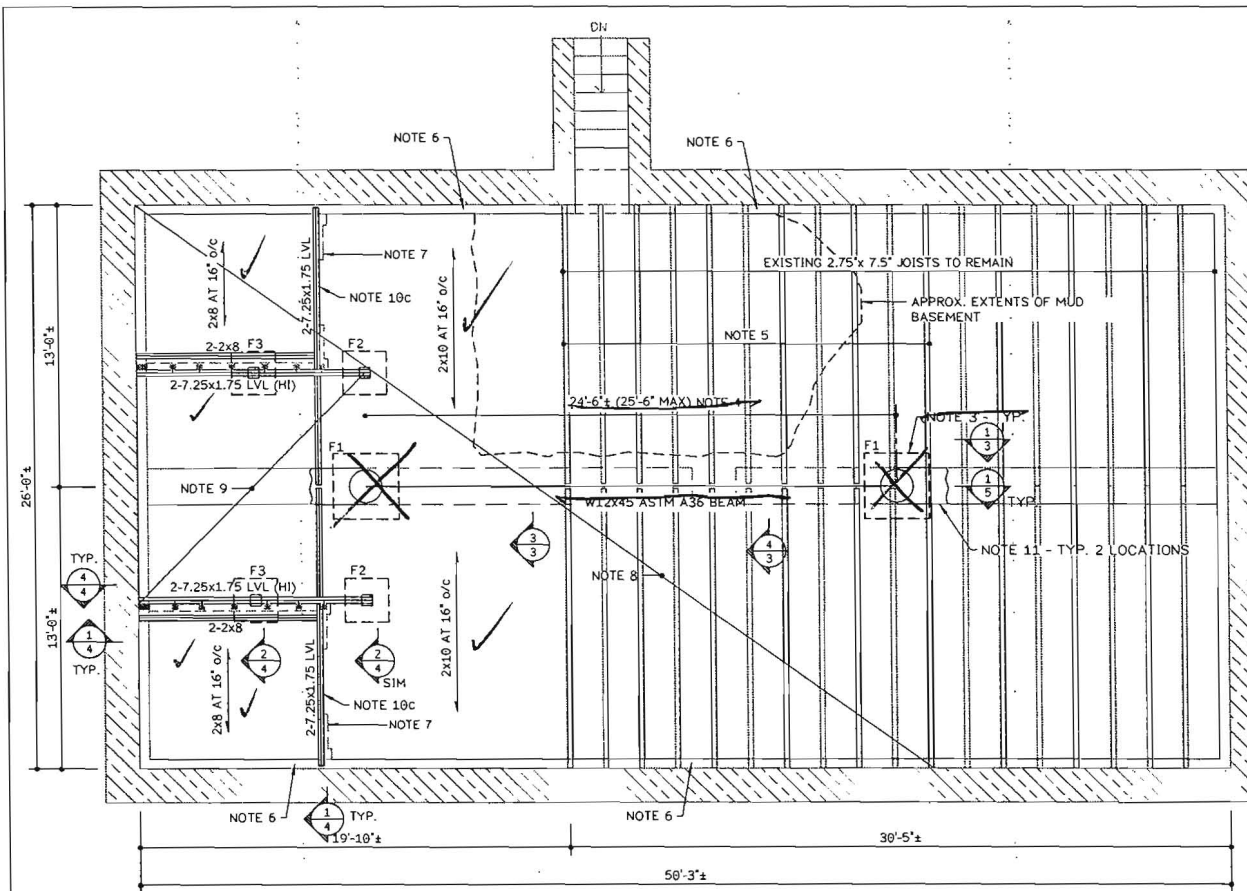 DN
NOTE 6
NOTE 6
2x8 AT 16" o/c
2-7.25x1.75 LVL
NOTE 7
NOTE 10c
2x10 AT 16" o/c
EXISTING 2.75"x 7.5" JOISTS TO REMAIN
APPROX. EXTENTS OF MUD
BASEMENT
NOTE 5
13'-0"±
26'-0"±
2-2x8
F3
F2
2-7.25x1.75 LVL (HI)
24'-6"± (25'-6" MAX) NOTE
NOTE 3 - TYP.
1
3
F1
F1
NOTE 9
W12x45 ASTM A36 BEAM
1
5
TYP.
NOTE 11 - TYP. 2 LOCATIONS
3
3
4
3
TYP.
4
4
F3
F2
2-7.25x1.75 LVL (HI)
NOTE 8
13'-0"±
1
4
TYP.
2-2x8
2
4
2
4
SIM
2x8 AT 16" o/c
2-7.25x1.75 LVL
2x10 AT 16" o/c
NOTE 10c
NOTE 7
NOTE 6
1
4
TYP.
NOTE 6
19'-10"±
30'-5"±
50'-3"±